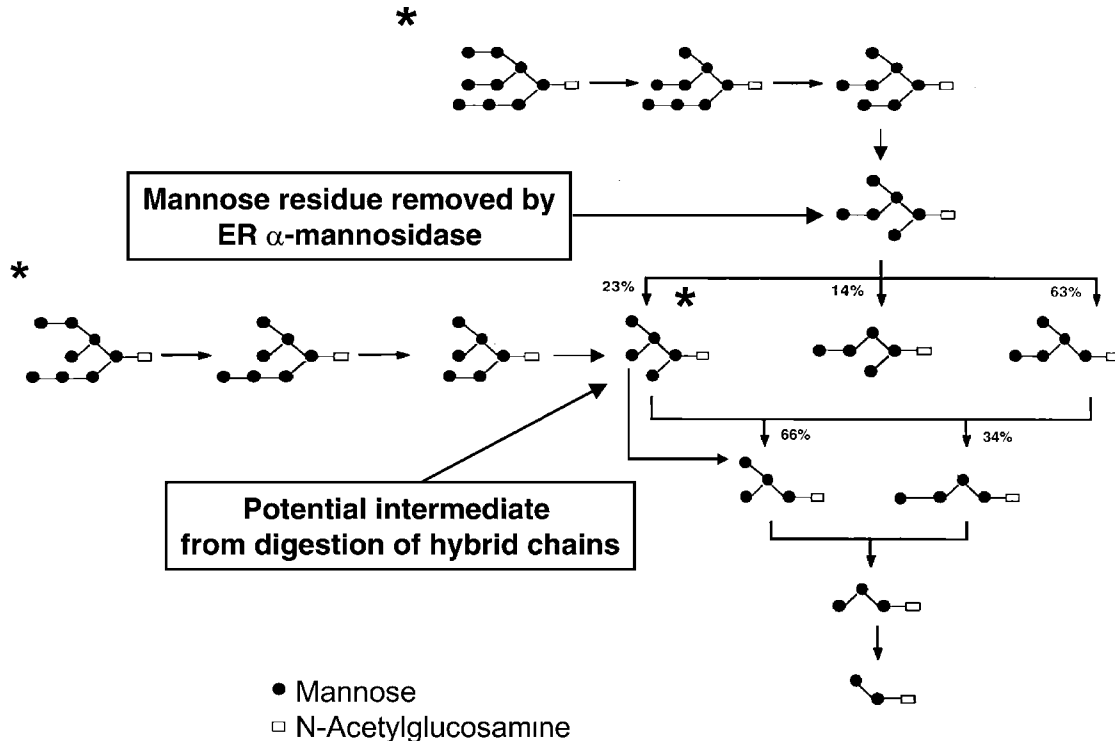 *
Mannose residue removed by
ER α-mannosidase
*
23%
*
14%
63%
66%
34%
Potential intermediate
from digestion of hybrid chains
Mannose
N-Acetylglucosamine